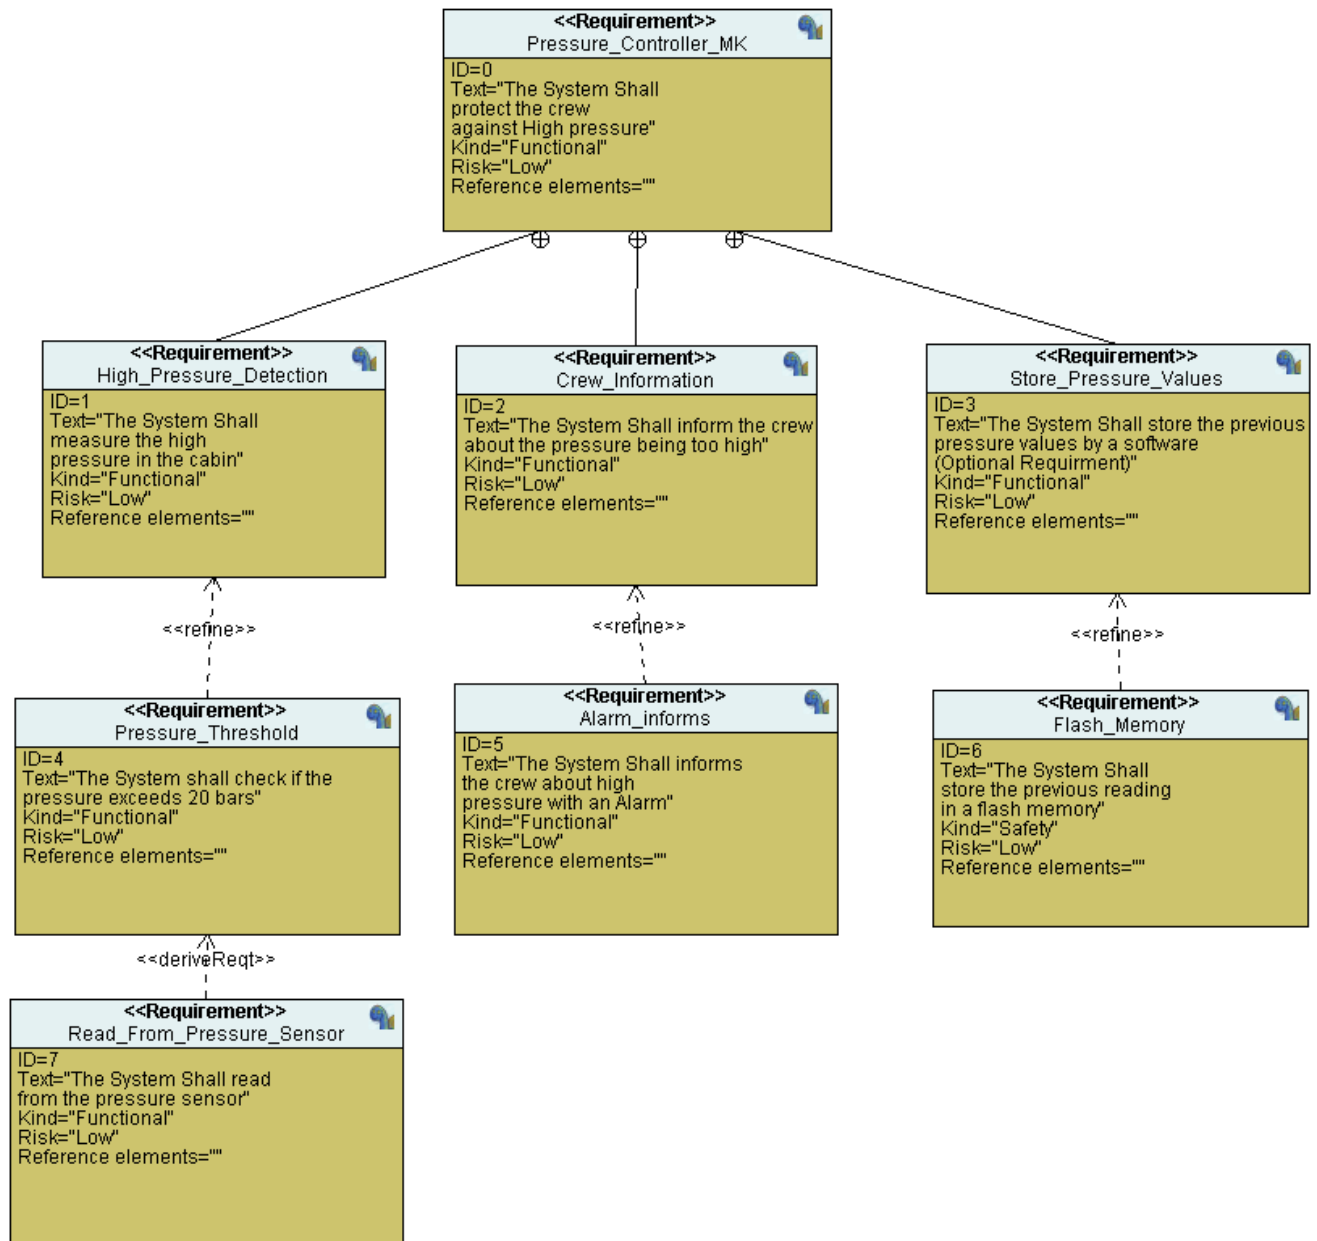 <<Requirement>>
Pressure_Controller_MK
ID=0
Text="The System Shall
protect the crew
against High pressure"
Kind="Functional"
Risk="Low"
Reference elements=""
<<Requirement>>
High_Pressure_Detection
ID=1
Text="The System Shall
measure the high
pressure in the cabin"
Kind="Functional"
Risk="Low"
Reference elements=""
<<Requirement>>
Crew_Information
ID=2
Text="The System Shall inform the crew
about the pressure being too high"
Kind="Functional"
Risk="Low"
Reference elements=""
<<Requirement>>
Store_Pressure_Values
ID=3
Text="The System Shall store the previous
pressure values by a software
(Optional Requirment)"
Kind="Functional"
Risk="Low"
Reference elements=""
<<refine>>
<<refine>>
<<refine>>
<<Requirement>>
Pressure_Threshold
ID=4
Text="The System shall check if the
pressure exceeds 20 bars"
Kind="Functional"
Risk="Low"
Reference elements=""
<<Requirement>>
Alarm_informs
ID=5
Text="The System Shall informs
the crew about high
pressure with an Alarm"
Kind="Functional"
Risk="Low"
Reference elements=""
<<Requirement>>
Flash_Memory
ID=6
Text="The System Shall
store the previous reading
in a flash memory"
Kind="Safety"
Risk="Low"
Reference elements=""
<<deriveReqt>>
<<Requirement>>
Read_From_Pressure_Sensor
ID=7
Text="The System Shall read
from the pressure sensor"
Kind="Functional"
Risk="Low"
Reference elements=""